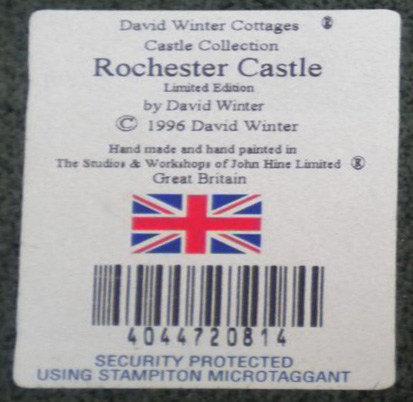 David Winter Cottages ®
Castle Collection
Rochester Castle
Limited Edition
by David Winter
© 1996 David Winter
Hand made and hand painted in
The Studios & Workshops of John Hine Limited ®
Great Britain
4044720814
SECURITY PROTECTED
USING STAMPITON MICROTAGGANT